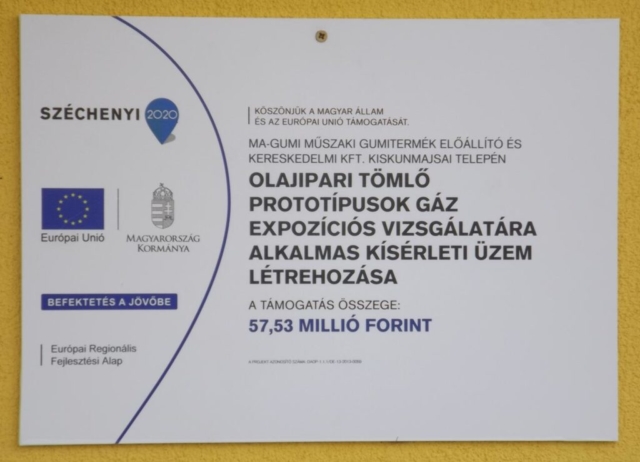 SZÉCHENYI 2020
Európai Unió
MAGYARORSZÁG
KORMÁNYA
BEFEKTETÉS A JÖVŐBE
Európai Regionális
Fejlesztési Alap
KÖSZÖNJÜK A MAGYAR ÁLLAM
ÉS AZ EURÓPAI UNIÓ TÁMOGATÁSÁT.
MA-GUMI MŰSZAKI GUMITERMÉK ELŐÁLLÍTÓ ÉS
KERESKEDELMI KFT. KISKUNMAJSAI TELEPÉN
OLAJIPARI TÖMLŐ
PROTOTÍPUSOK GÁZ
EXPOZÍCIÓS VIZSGÁLATÁRA
ALKALMAS KÍSÉRLETI ÜZEM
LÉTREHOZÁSA
A TÁMOGATÁS ÖSSZEGE:
57,53 MILLIÓ FORINT